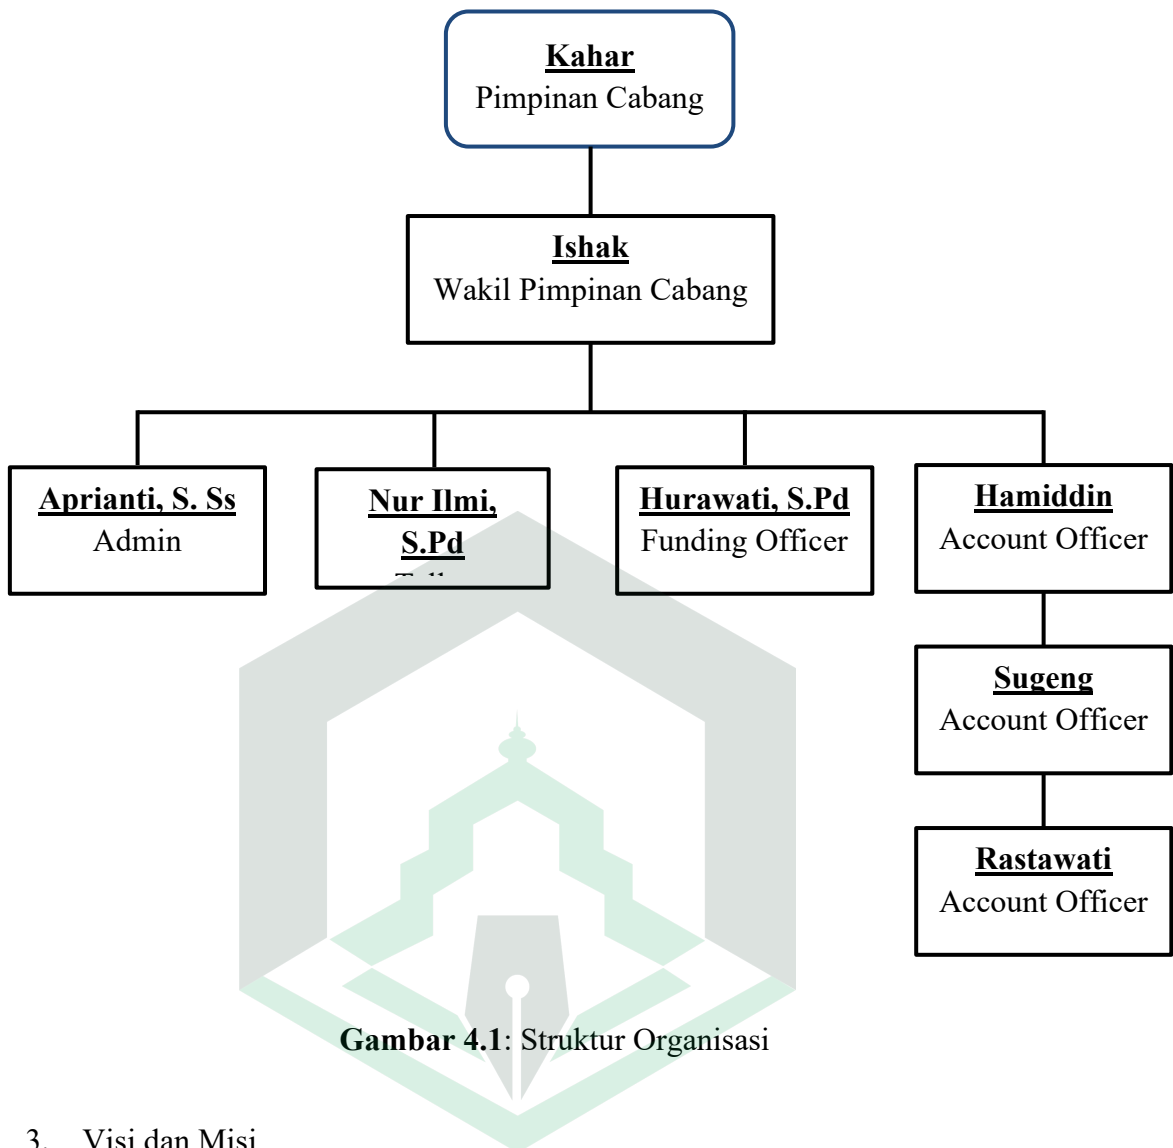 Kahar
Pimpinan Cabang
Ishak
Wakil Pimpinan Cabang
Aprianti, S. Ss
Admin
Nur Ilmi,
S.Pd
Hurawati, S.Pd
Funding Officer
Hamiddin
Account Officer
Sugeng
Account Officer
Rastawati
Account Officer
Gambar 4.1: Struktur Organisasi
3. Visi dan Misi